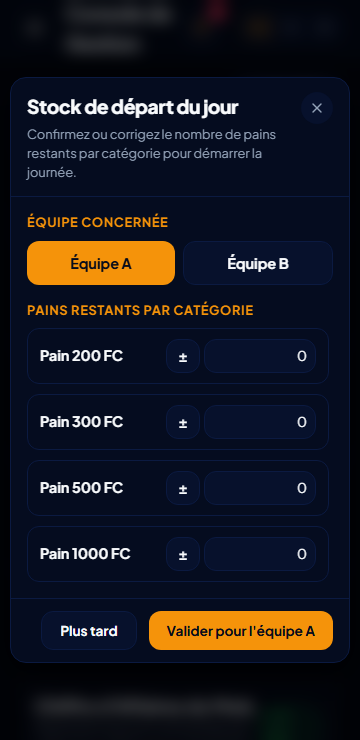 Stock de départ du jour
Confirmez ou corrigez le nombre de pains
restants par catégorie pour démarrer la
journée.
ÉQUIPE CONCERNÉE
Équipe A Équipe B
PAINS RESTANTS PAR CATÉGORIE
Pain 200 FC ± 0
Pain 300 FC ± 0
Pain 500 FC ± 0
Pain 1000 FC ± 0
Plus tard Valider pour l'équipe A